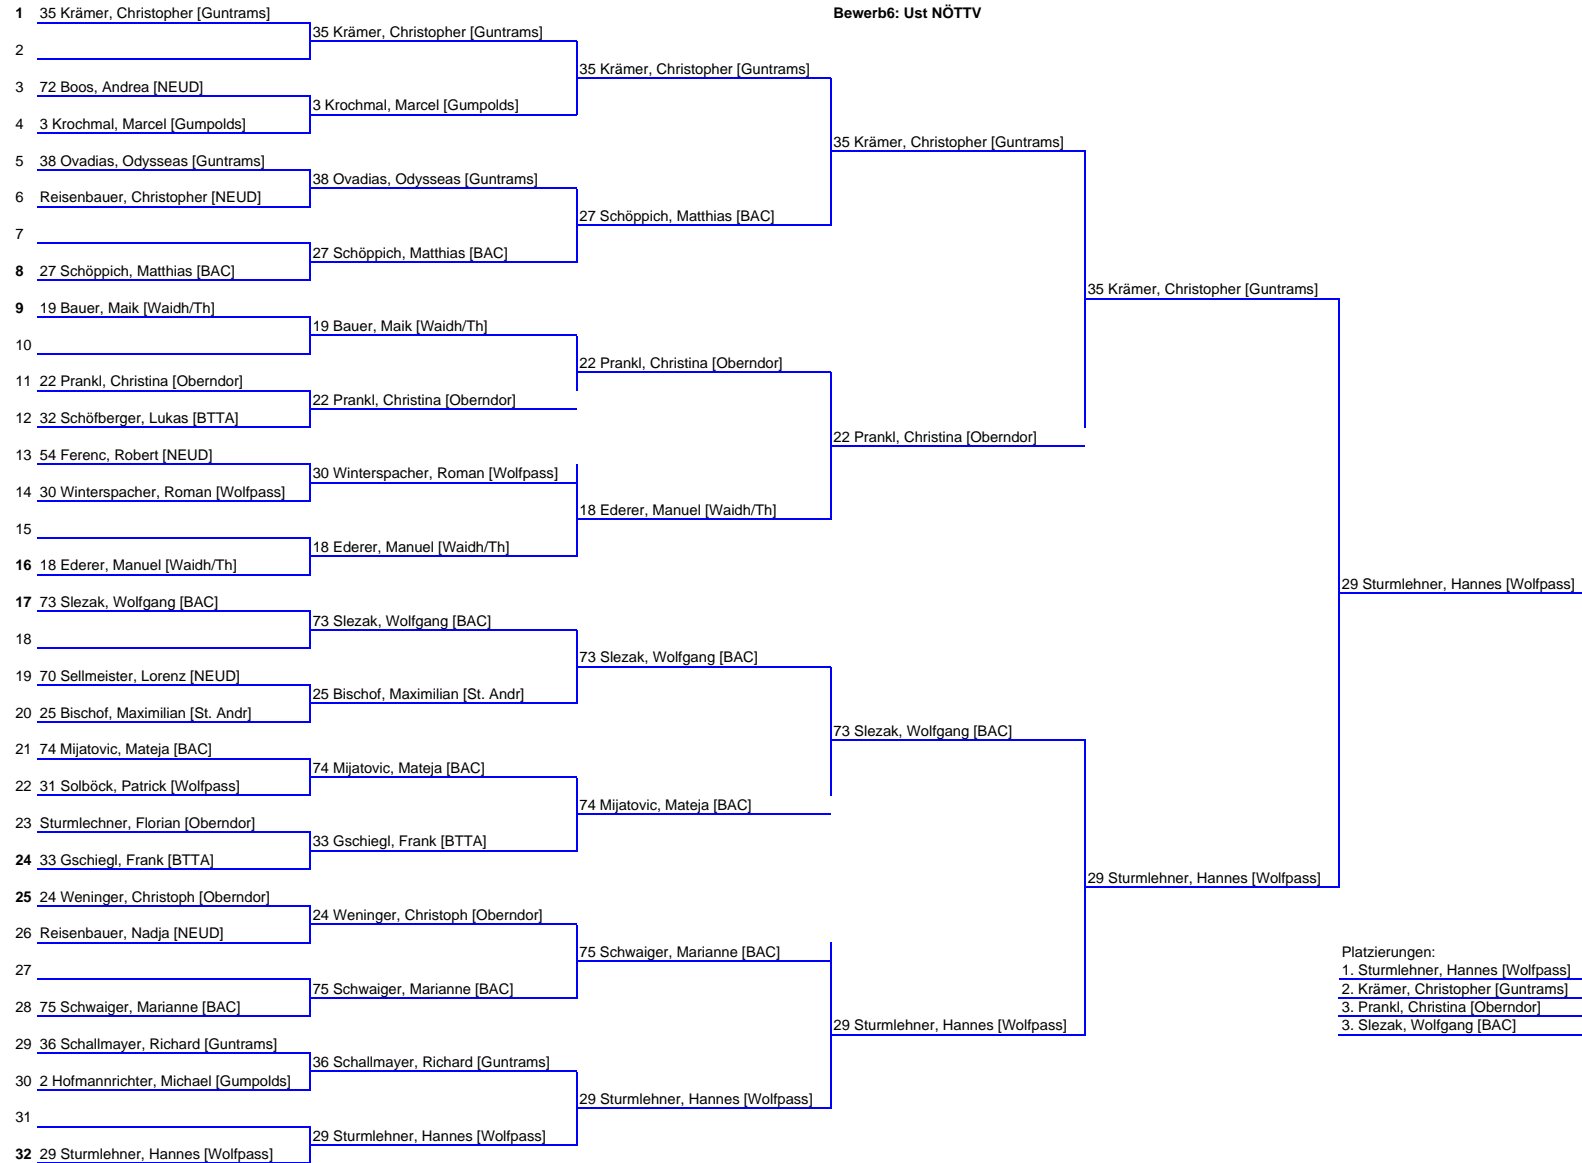 Bewerb6: Ust NÖTTV
1 35 Krämer, Christopher [Guntrams]
2
3 72 Boos, Andrea [NEUD]
4 3 Krochmal, Marcel [Gumpolds]
5 38 Ovadias, Odysseas [Guntrams]
6 Reisenbauer, Christopher [NEUD]
7
8 27 Schöppich, Matthias [BAC]
9 19 Bauer, Maik [Waidh/Th]
10
11 22 Prankl, Christina [Oberndor]
12 32 Schöfberger, Lukas [BTTA]
13 54 Ferenc, Robert [NEUD]
14 30 Winterspacher, Roman [Wolfpass]
15
16 18 Ederer, Manuel [Waidh/Th]
17 73 Slezak, Wolfgang [BAC]
18
19 70 Sellmeister, Lorenz [NEUD]
20 25 Bischof, Maximilian [St. Andr]
21 74 Mijatovic, Mateja [BAC]
22 31 Solböck, Patrick [Wolfpass]
23 Sturmlechner, Florian [Oberndor]
24 33 Gschiegl, Frank [BTTA]
25 24 Weninger, Christoph [Oberndor]
26 Reisenbauer, Nadja [NEUD]
27
28 75 Schwaiger, Marianne [BAC]
29 36 Schallmayer, Richard [Guntrams]
30 2 Hofmannrichter, Michael [Gumpolds]
31
32 29 Sturmlehner, Hannes [Wolfpass]
35 Krämer, Christopher [Guntrams]
3 Krochmal, Marcel [Gumpolds]
38 Ovadias, Odysseas [Guntrams]
27 Schöppich, Matthias [BAC]
19 Bauer, Maik [Waidh/Th]
22 Prankl, Christina [Oberndor]
30 Winterspacher, Roman [Wolfpass]
18 Ederer, Manuel [Waidh/Th]
73 Slezak, Wolfgang [BAC]
25 Bischof, Maximilian [St. Andr]
74 Mijatovic, Mateja [BAC]
33 Gschiegl, Frank [BTTA]
24 Weninger, Christoph [Oberndor]
75 Schwaiger, Marianne [BAC]
36 Schallmayer, Richard [Guntrams]
29 Sturmlehner, Hannes [Wolfpass]
35 Krämer, Christopher [Guntrams]
27 Schöppich, Matthias [BAC]
22 Prankl, Christina [Oberndor]
18 Ederer, Manuel [Waidh/Th]
73 Slezak, Wolfgang [BAC]
74 Mijatovic, Mateja [BAC]
75 Schwaiger, Marianne [BAC]
29 Sturmlehner, Hannes [Wolfpass]
35 Krämer, Christopher [Guntrams]
22 Prankl, Christina [Oberndor]
73 Slezak, Wolfgang [BAC]
29 Sturmlehner, Hannes [Wolfpass]
35 Krämer, Christopher [Guntrams]
29 Sturmlehner, Hannes [Wolfpass]
29 Sturmlehner, Hannes [Wolfpass]
Platzierungen:
1. Sturmlehner, Hannes [Wolfpass]
2. Krämer, Christopher [Guntrams]
3. Prankl, Christina [Oberndor]
3. Slezak, Wolfgang [BAC]